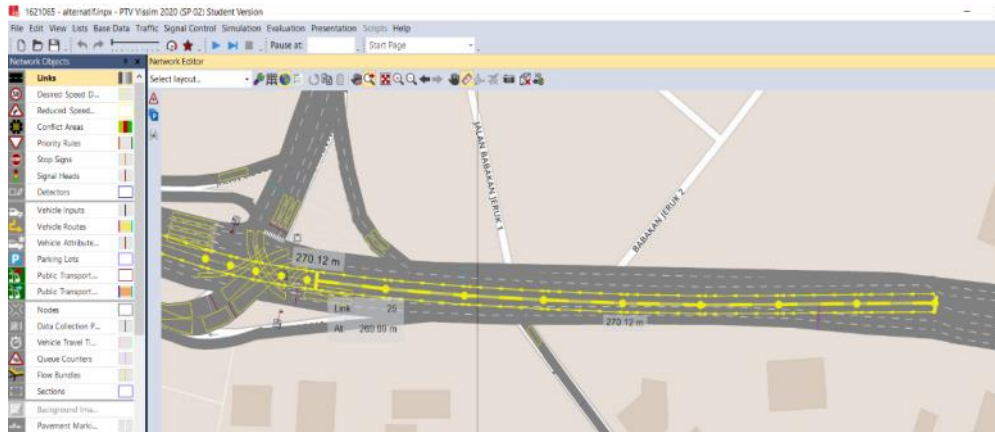 1621065 - alternatif.inpx - PTV Vissim 2020 (SP 02) Student Version
File Edit View Lists Base Data Traffic Signal Control Simulation Evaluation Presentation Scripts Help
Pause at: Start Page
Network Objects
Network Editor
Links
Select layout...
Desired Speed D...
Reduced Speed...
Conflict Areas
Priority Rules
Stop Signs
Signal Heads
Detectors
Vehicle Inputs
Vehicle Routes
Vehicle Attribute...
Parking Lots
Public Transport...
Public Transport...
Nodes
Data Collection P...
Vehicle Travel Ti...
Queue Counters
Flow Bundles
Sections
Background Ima...
Pavement Marki...
JALAN BABAKAN JERUK 1
BABAKAN JERUK 2
270.12 m
Link 25
At 269.69 m
270.12 m